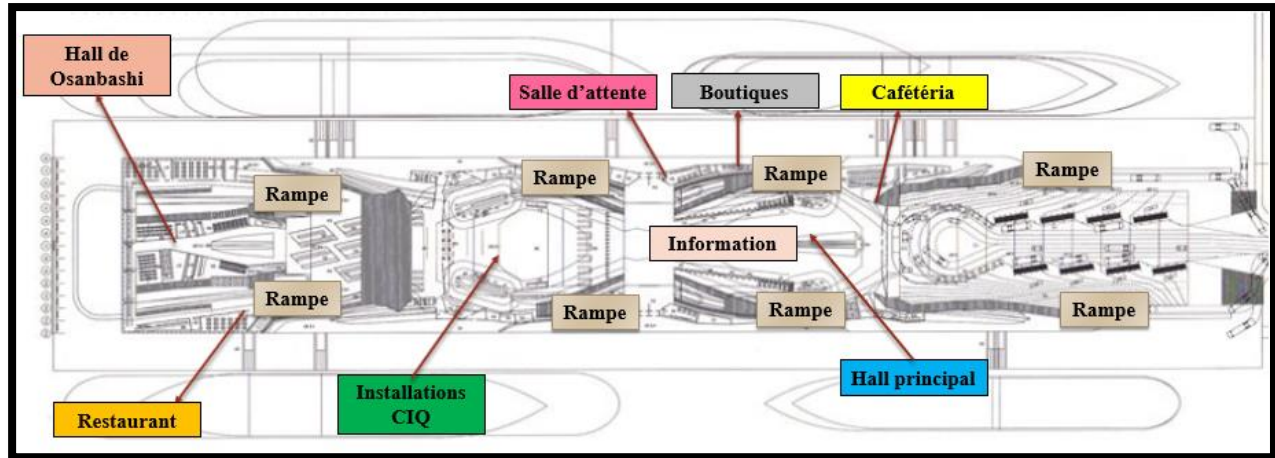 Hall de
Osanbashi
Salle d’attente
Boutiques
Cafétéria
Rampe
Rampe
Rampe
Rampe
Information
Rampe
Rampe
Rampe
Rampe
Hall principal
Installations
CIQ
Restaurant